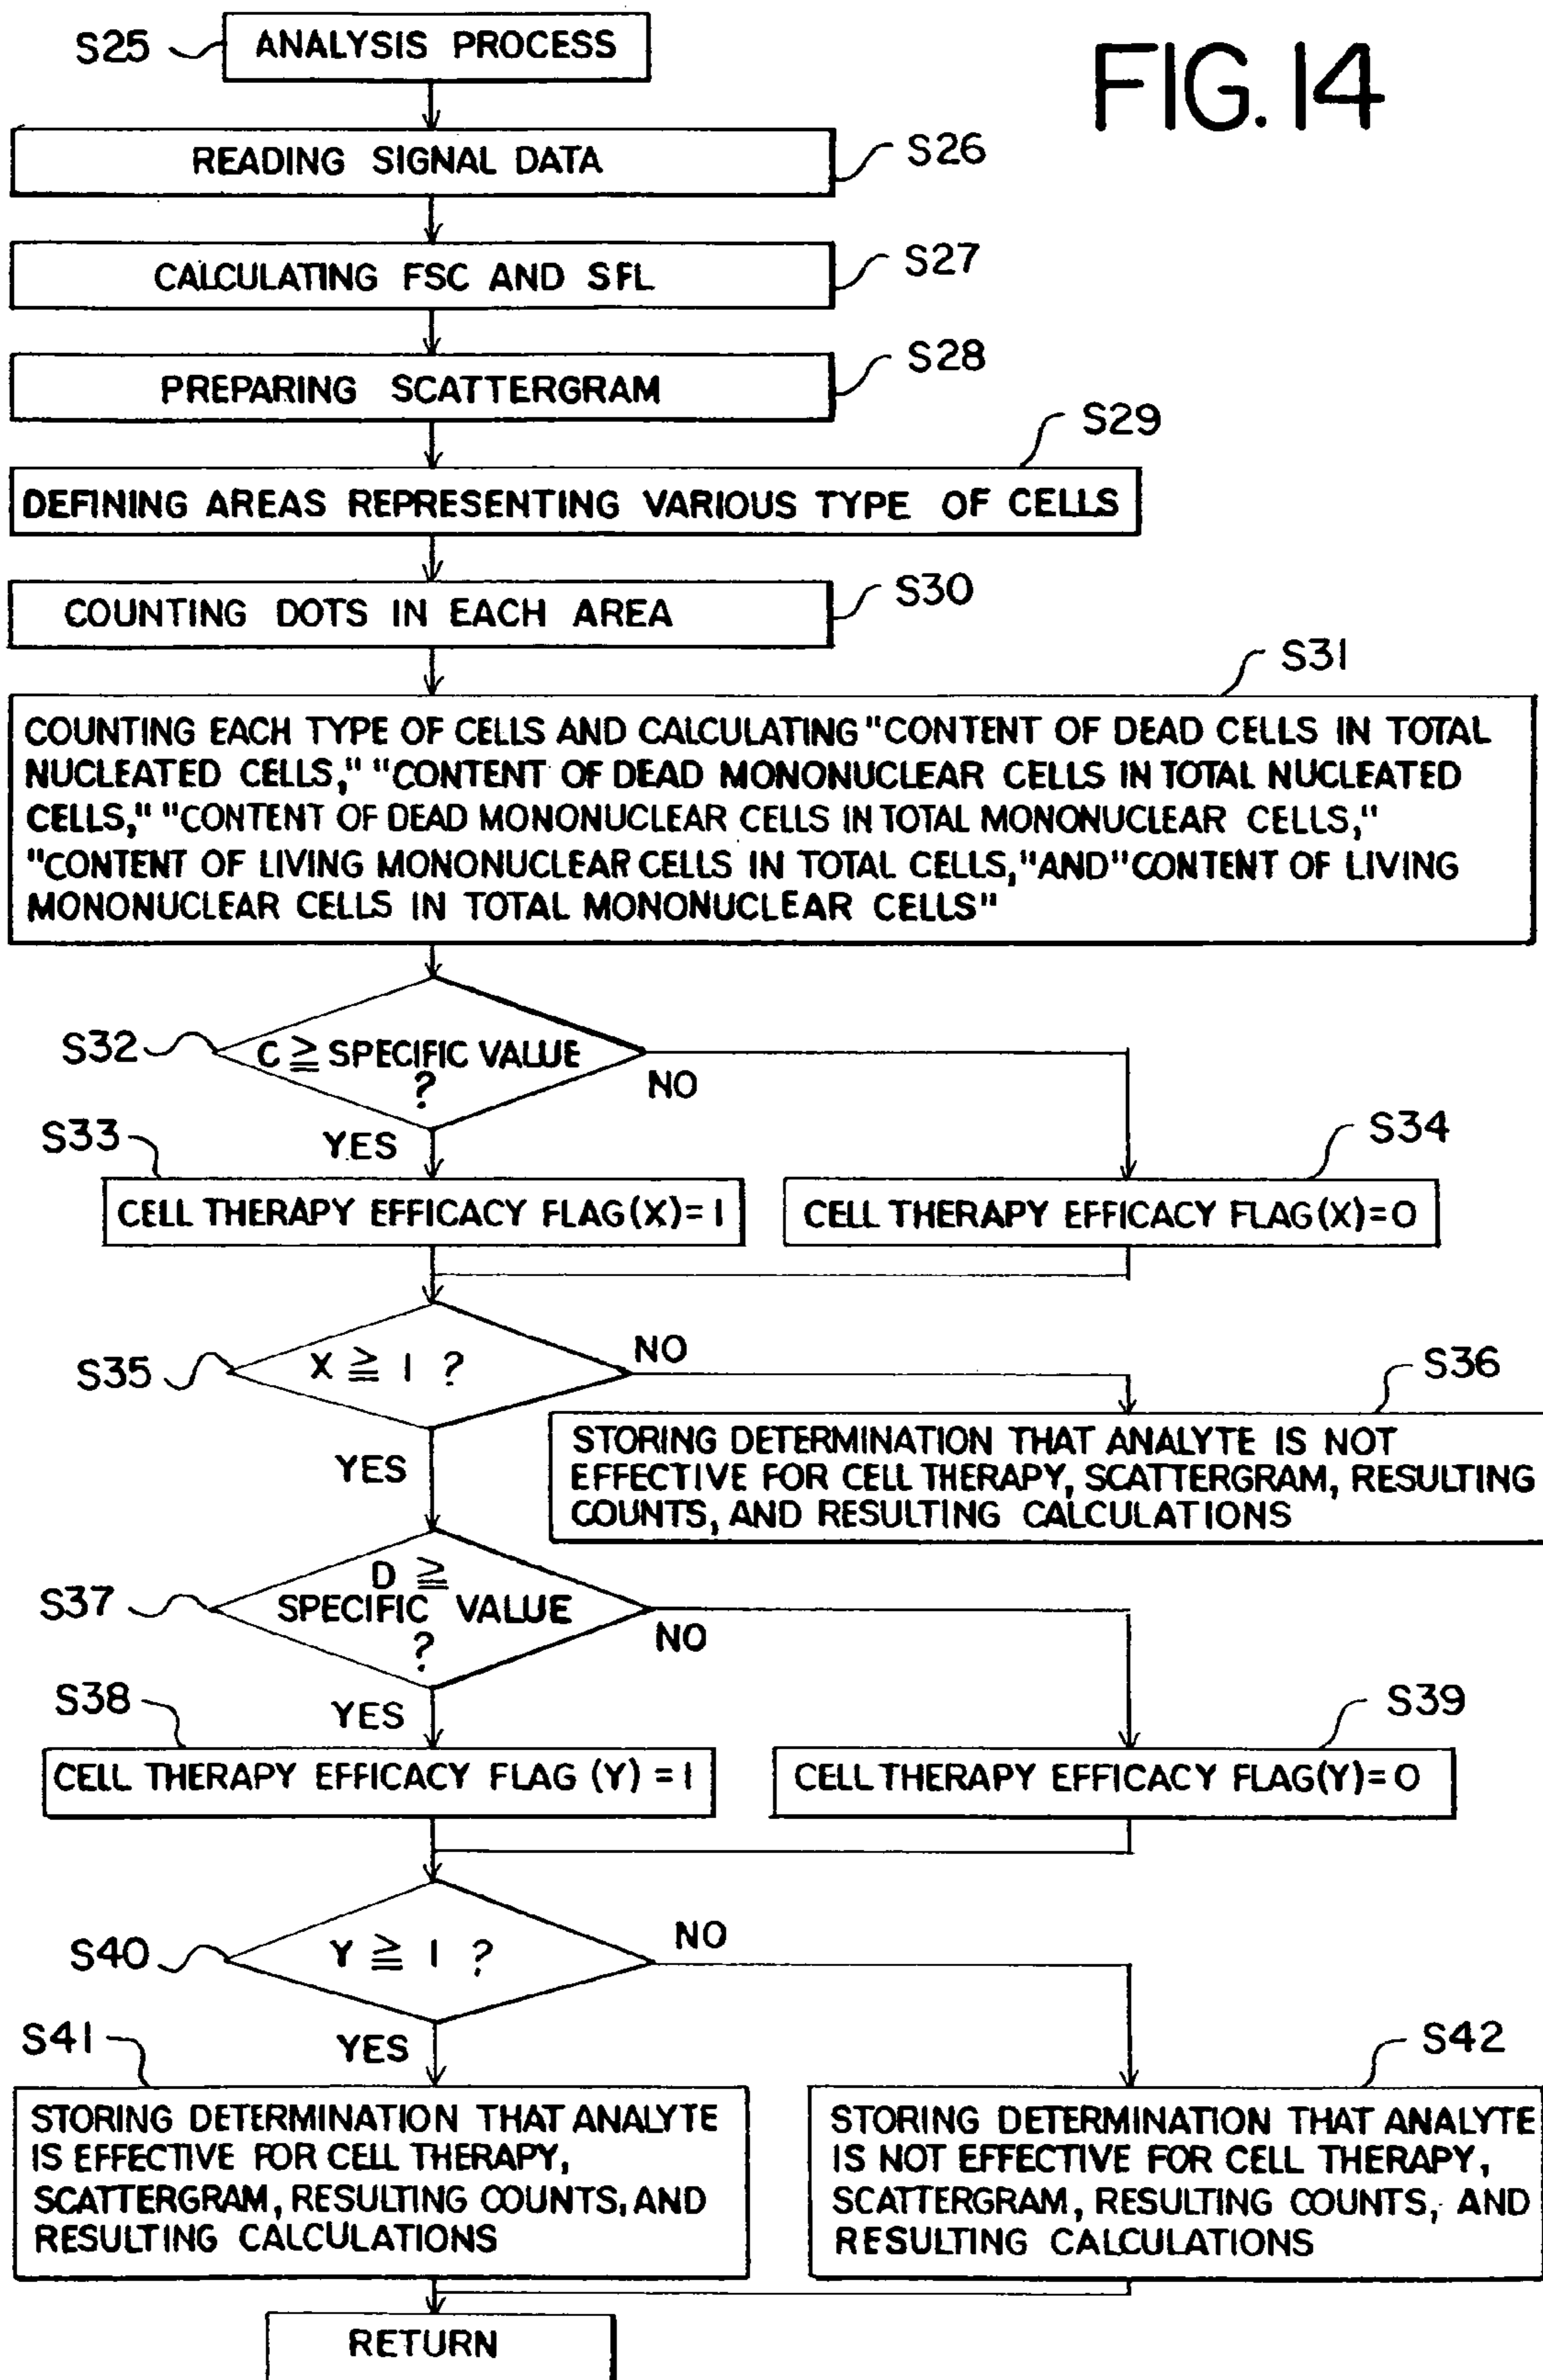 FIG. 14
S25
ANALYSIS PROCESS
READING SIGNAL DATA
S26
CALCULATING FSC AND SFL
S27
PREPARING SCATTERGRAM
S28
S29
DEFINING AREAS REPRESENTING VARIOUS TYPE OF CELLS
COUNTING DOTS IN EACH AREA
S30
S31
COUNTING EACH TYPE OF CELLS AND CALCULATING "CONTENT OF DEAD CELLS IN TOTAL
NUCLEATED CELLS," "CONTENT OF DEAD MONONUCLEAR CELLS IN TOTAL NUCLEATED
CELLS," "CONTENT OF DEAD MONONUCLEAR CELLS IN TOTAL MONONUCLEAR CELLS,"
"CONTENT OF LIVING MONONUCLEAR CELLS IN TOTAL CELLS," AND "CONTENT OF LIVING
MONONUCLEAR CELLS IN TOTAL MONONUCLEAR CELLS"
S32
C ≧ SPECIFIC VALUE
?
NO
YES
S33
S34
CELL THERAPY EFFICACY FLAG (X) = 1
CELL THERAPY EFFICACY FLAG (X) = 0
S35
X ≧ 1 ?
NO
YES
S36
STORING DETERMINATION THAT ANALYTE IS NOT
EFFECTIVE FOR CELL THERAPY, SCATTERGRAM, RESULTING
COUNTS, AND RESULTING CALCULATIONS
S37
D ≧
SPECIFIC VALUE
?
NO
YES
S38
S39
CELL THERAPY EFFICACY FLAG (Y) = 1
CELL THERAPY EFFICACY FLAG (Y) = 0
S40
Y ≧ 1 ?
NO
YES
S41
S42
STORING DETERMINATION THAT ANALYTE
IS EFFECTIVE FOR CELL THERAPY,
SCATTERGRAM, RESULTING COUNTS, AND
RESULTING CALCULATIONS
STORING DETERMINATION THAT ANALYTE
IS NOT EFFECTIVE FOR CELL THERAPY,
SCATTERGRAM, RESULTING COUNTS, AND
RESULTING CALCULATIONS
RETURN